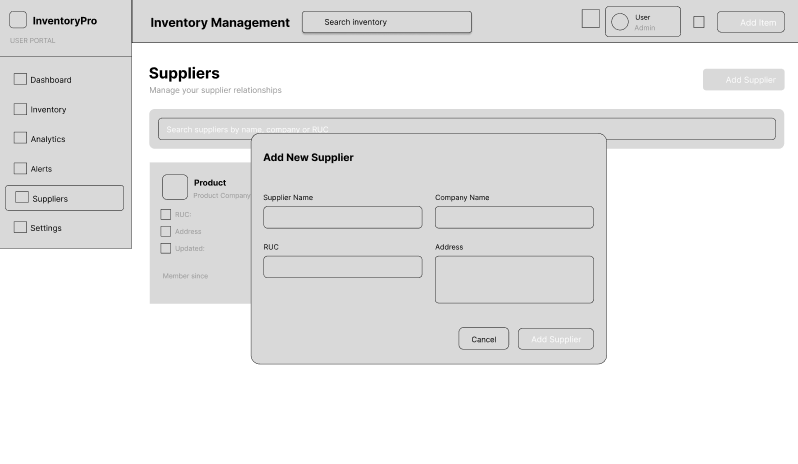 InventoryPro
USER PORTAL
Dashboard
Inventory
Analytics
Alerts
Suppliers
Settings
Inventory Management
Search inventory
User
Admin
Add Item
Suppliers
Manage your supplier relationships
Add Supplier
Search suppliers by name, company or RUC
Product
Product Company
RUC:
Address
Updated:
Member since
Add New Supplier
Supplier Name
Company Name
RUC
Address
Cancel
Add Supplier